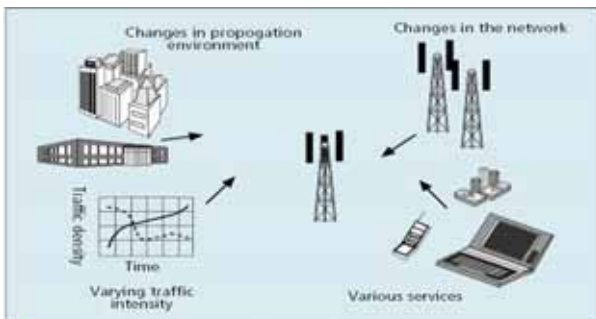 Changes in propogation
environment
Changes in the network
Traffic density
Time
Varying traffic
intensity
Various services